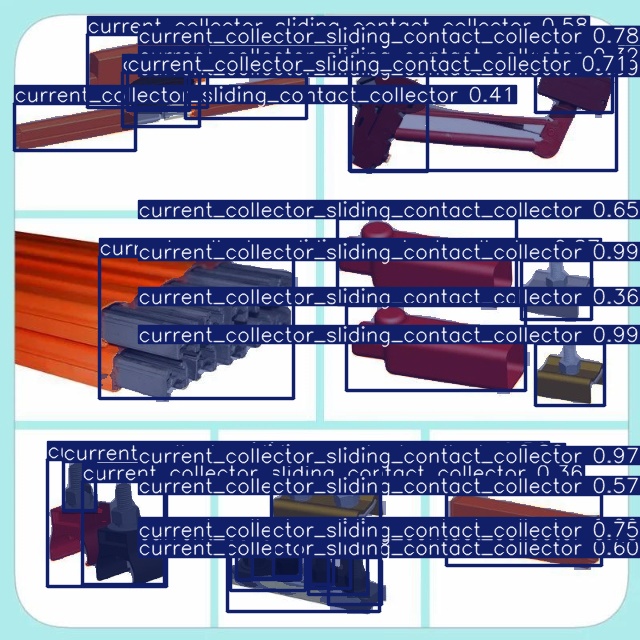 current_collector_sliding_contact_collector 0.58
current_collector_sliding_contact_collector 0.78
current_collector_sliding_contact_collector 0.71
current_collector_sliding_contact_collector 0.41
current_collector_sliding_contact_collector 0.65
current_collector_sliding_contact_collector 0.99
current_collector_sliding_contact_collector 0.36
current_collector_sliding_contact_collector 0.99
current_collector_sliding_contact_collector 0.97
current_collector_sliding_contact_collector 0.36
current_collector_sliding_contact_collector 0.57
current_collector_sliding_contact_collector 0.75
current_collector_sliding_contact_collector 0.60